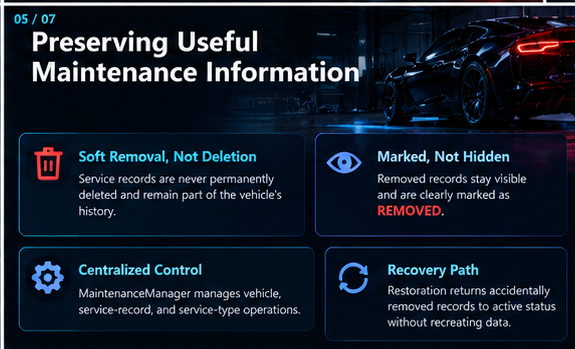 05 / 07
Preserving Useful
Maintenance Information
Soft Removal, Not Deletion
Service records are never permanently
deleted and remain part of the vehicle's
history.
Marked, Not Hidden
Removed records stay visible
and are clearly marked as
REMOVED.
Centralized Control
MaintenanceManager manages vehicle,
service-record, and service-type operations.
Recovery Path
Restoration returns accidentally
removed records to active status
without recreating data.